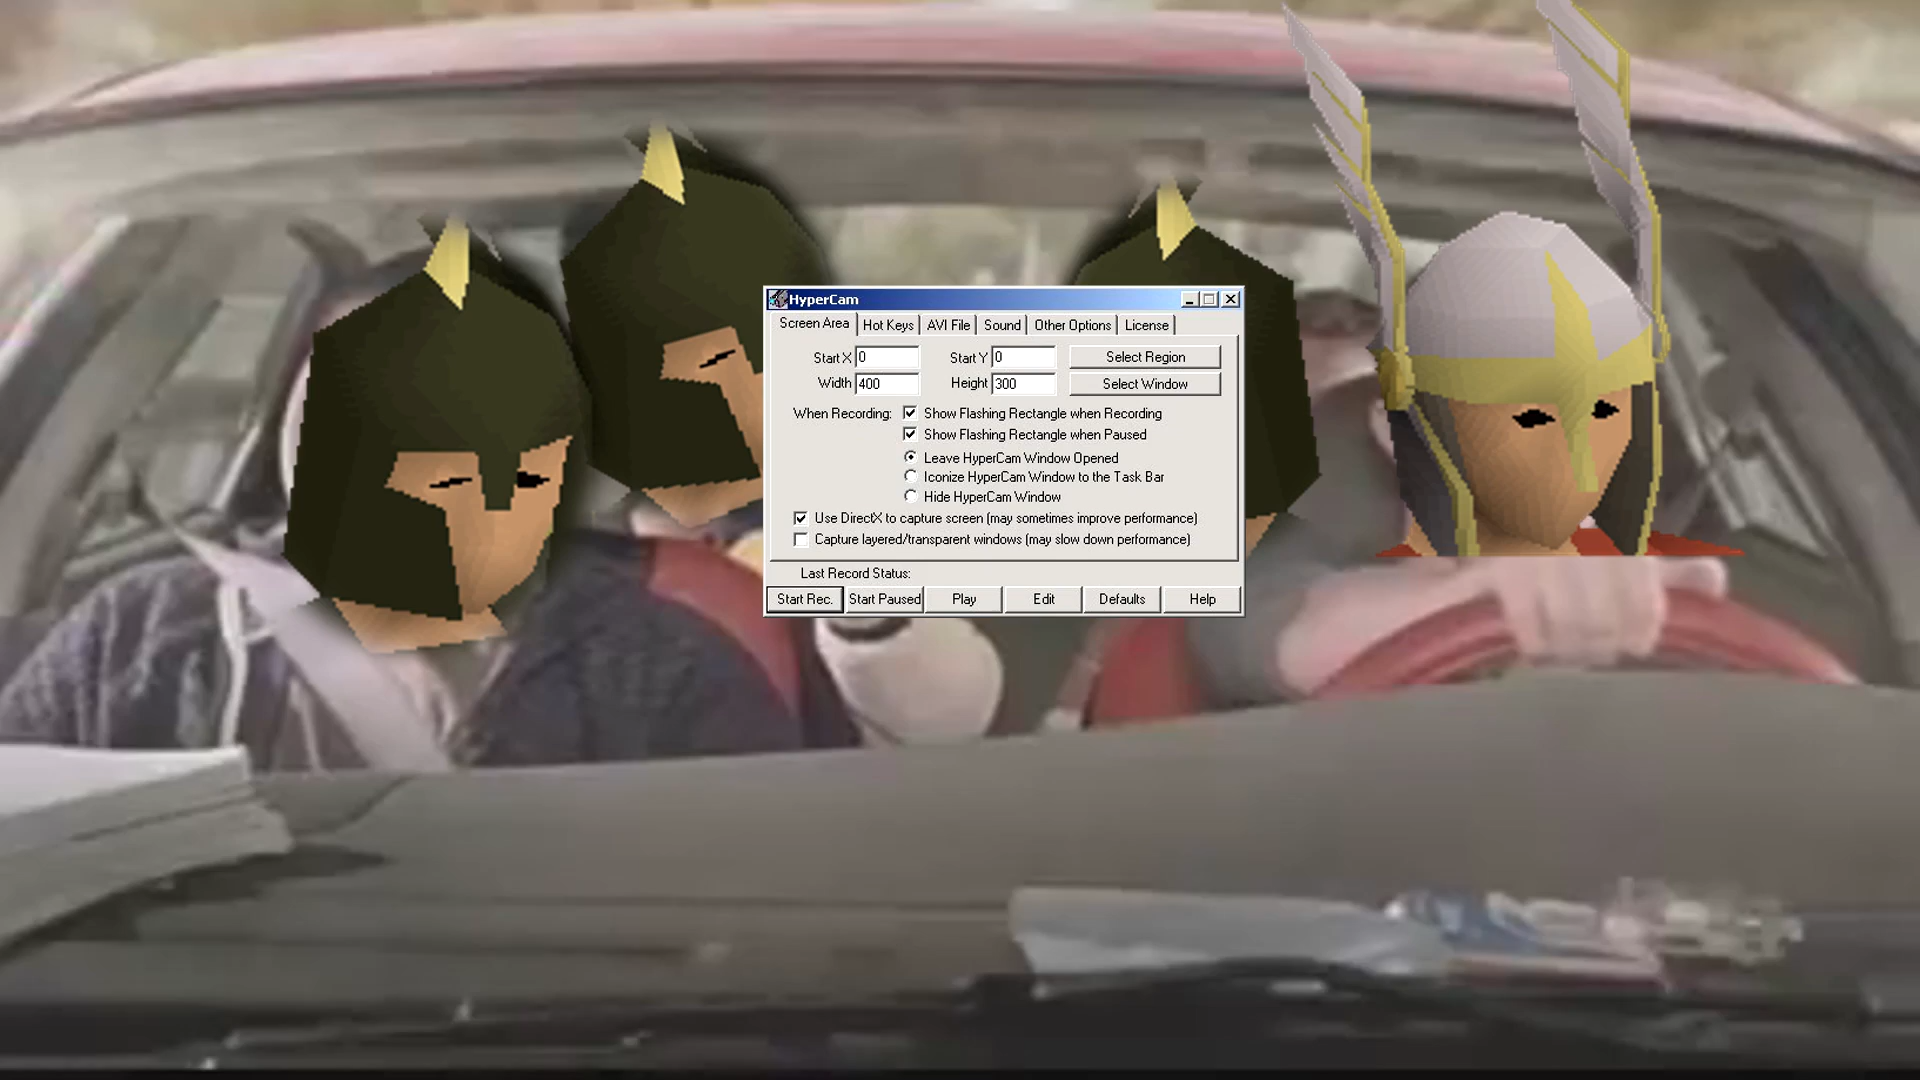 HyperCam
Screen Area Hot Keys AVI File Sound Other Options License
Start X 0 Start Y 0 Select Region
Width 400 Height 300 Select Window
When Recording: Show Flashing Rectangle when Recording
Show Flashing Rectangle when Paused
Leave HyperCam Window Opened
Iconize HyperCam Window to the Task Bar
Hide HyperCam Window
Use DirectX to capture screen (may sometimes improve performance)
Capture layered/transparent windows (may slow down performance)
Last Record Status:
Start Rec. Start Paused Play Edit Defaults Help